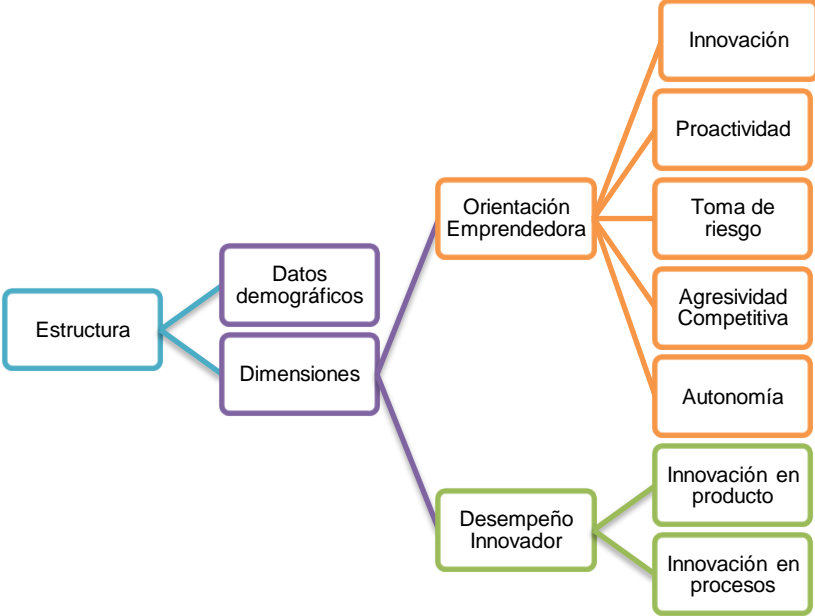 Estructura
Datos
demográficos
Dimensiones
Orientación
Emprendedora
Innovación
Proactividad
Toma de
riesgo
Agresividad
Competitiva
Autonomía
Desempeño
Innovador
Innovación en
producto
Innovación en
procesos